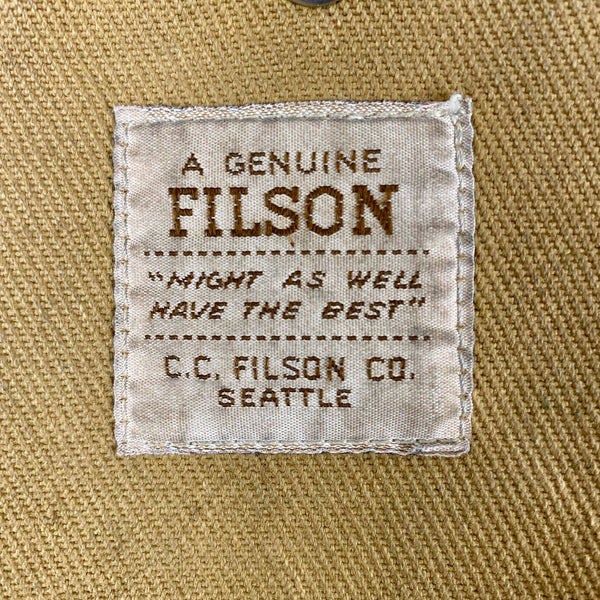 A GENUINE
FILSON
"MIGHT AS WELL
HAVE THE BEST"
C.C. FILSON CO.
SEATTLE